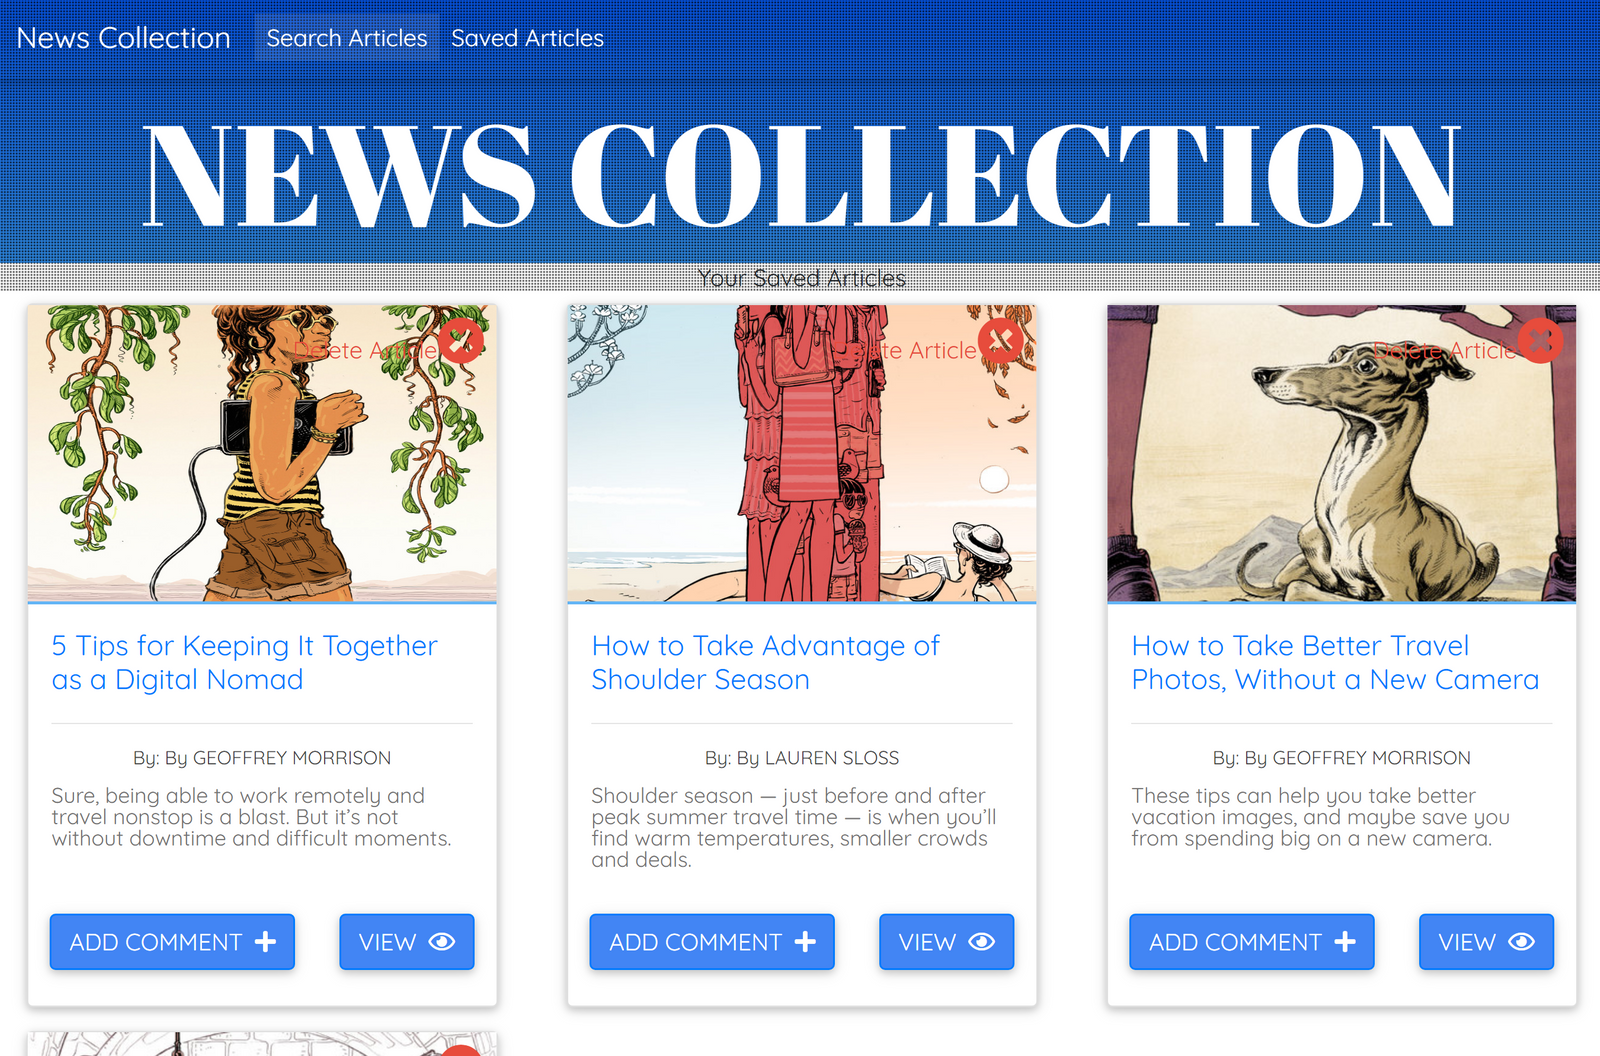 News Collection
Search Articles
Saved Articles
NEWS COLLECTION
Your Saved Articles
Delete Article
te Article
Delete Article
5 Tips for Keeping It Together
as a Digital Nomad
By: By GEOFFREY MORRISON
Sure, being able to work remotely and
travel nonstop is a blast. But it's not
without downtime and difficult moments.
ADD COMMENT
VIEW
How to Take Advantage of
Shoulder Season
By: By LAUREN SLOSS
Shoulder season — just before and after
peak summer travel time — is when you'll
find warm temperatures, smaller crowds
and deals.
ADD COMMENT
VIEW
How to Take Better Travel
Photos, Without a New Camera
By: By GEOFFREY MORRISON
These tips can help you take better
vacation images, and maybe save you
from spending big on a new camera.
ADD COMMENT
VIEW